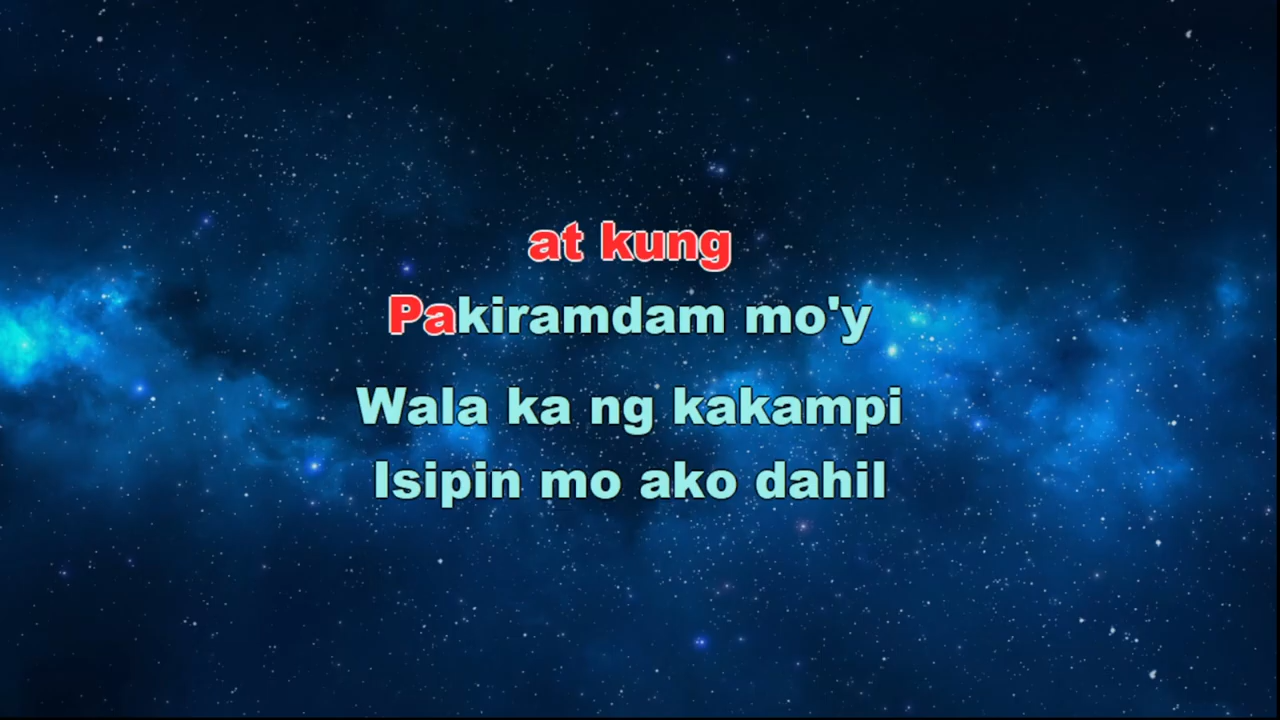 at kung
Pakiramdam mo'y
Wala ka ng kakampi
Isipin mo ako dahil